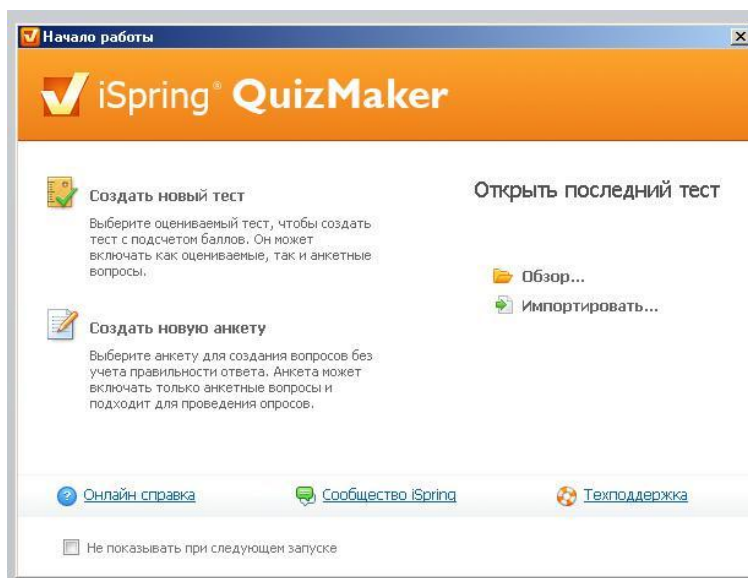 Начало работы
iSpring® QuizMaker
Создать новый тест
Выберите оцениваемый тест, чтобы создать
тест с подсчетом баллов. Он может
включать как оцениваемые, так и анкетные
вопросы.
Создать новую анкету
Выберите анкету для создания вопросов без
учета правильности ответа. Анкета может
включать только анкетные вопросы и
подходит для проведения опросов.
Открыть последний тест
Обзор...
Импортировать...
Онлайн справка
Сообщество iSpring
Техподдержка
Не показывать при следующем запуске